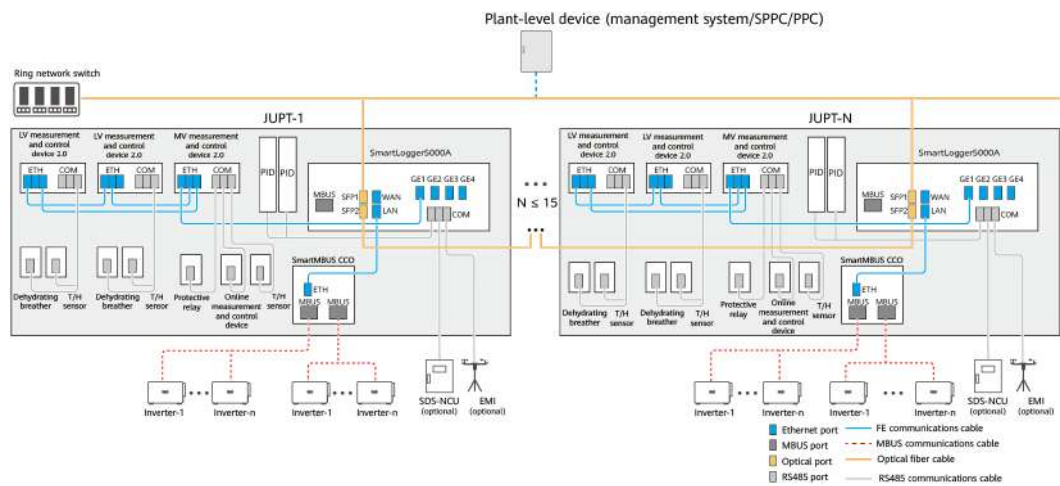 Plant-level device (management system/SPPC/PPC)
Ring network switch
JUPT-1
JUPT-N
LV measurement
and control
device 2.0
LV measurement
and control
device 2.0
MV measurement
and control
device 2.0
ETH
COM
ETH
COM
ETH
COM
PID
PID
SmartLogger5000A
MBUS
SFP1
SFP2
WAN
LAN
GE1
GE2
GE3
GE4
COM
N ≤ 15
LV measurement
and control
device 2.0
LV measurement
and control
device 2.0
MV measurement
and control
device 2.0
ETH
COM
ETH
COM
ETH
COM
PID
PID
SmartLogger5000A
MBUS
SFP1
SFP2
WAN
LAN
GE1
GE2
GE3
GE4
COM
Dehydrating
breather
T/H
sensor
Dehydrating
breather
T/H
sensor
Protective
relay
Online
measurement
and control
device
T/H
sensor
SmartMBUS CCO
ETH
MBUS
MBUS
Dehydrating
breather
T/H
sensor
Dehydrating
breather
T/H
sensor
Protective
relay
Online
measurement
and control
device
T/H
sensor
SmartMBUS CCO
ETH
MBUS
MBUS
Inverter-1
Inverter-n
Inverter-1
Inverter-n
SDS-NCU
(optional)
EMI
(optional)
Inverter-1
Inverter-n
Inverter-1
Inverter-n
SDS-NCU
(optional)
EMI
(optional)
Ethernet port
FE communications cable
MBUS port
MBUS communications cable
Optical port
Optical fiber cable
RS485 port
RS485 communications cable